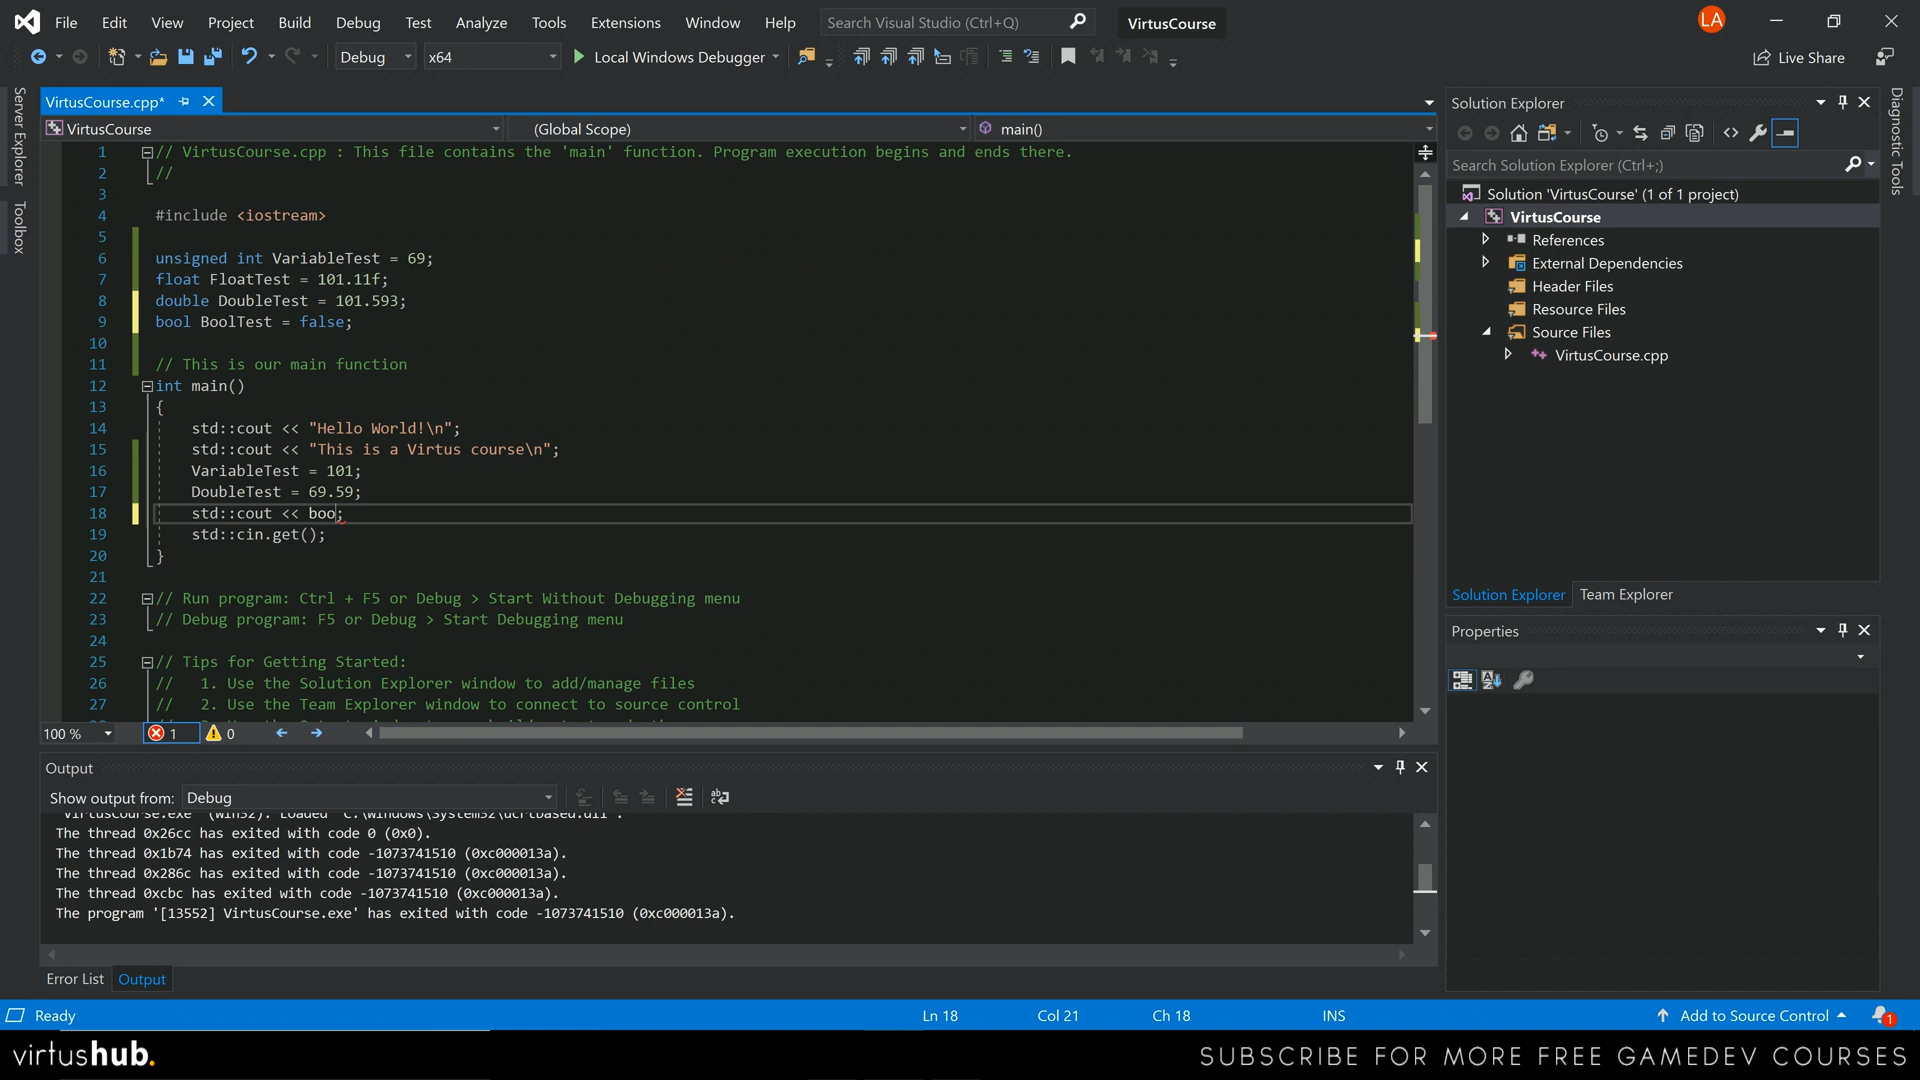 File Edit View Project Build Debug Test Analyze Tools Extensions Window Help Search Visual Studio (Ctrl+Q) VirtusCourse LA
Debug x64 Local Windows Debugger Live Share
Server Explorer
Toolbox
VirtusCourse.cpp*
VirtusCourse (Global Scope) main()
1 // VirtusCourse.cpp : This file contains the 'main' function. Program execution begins and ends there.
2 //
3
4 #include <iostream>
5
6 unsigned int VariableTest = 69;
7 float FloatTest = 101.11f;
8 double DoubleTest = 101.593;
9 bool BoolTest = false;
10
11 // This is our main function
12 int main()
13 {
14 std::cout << "Hello World!\n";
15 std::cout << "This is a Virtus course\n";
16 VariableTest = 101;
17 DoubleTest = 69.59;
18 std::cout << boo;
19 std::cin.get();
20 }
21
22 // Run program: Ctrl + F5 or Debug > Start Without Debugging menu
23 // Debug program: F5 or Debug > Start Debugging menu
24
25 // Tips for Getting Started:
26 // 1. Use the Solution Explorer window to add/manage files
27 // 2. Use the Team Explorer window to connect to source control
100 % 1 0
Output
Show output from: Debug
'VirtusCourse.exe' (Win32): Loaded 'C:\Windows\System32\ucrtbased.dll'.
The thread 0x26cc has exited with code 0 (0x0).
The thread 0x1b74 has exited with code -1073741510 (0xc000013a).
The thread 0x286c has exited with code -1073741510 (0xc000013a).
The thread 0xcbc has exited with code -1073741510 (0xc000013a).
The program '[13552] VirtusCourse.exe' has exited with code -1073741510 (0xc000013a).
Error List Output
Solution Explorer
Search Solution Explorer (Ctrl+;)
Solution 'VirtusCourse' (1 of 1 project)
VirtusCourse
References
External Dependencies
Header Files
Resource Files
Source Files
VirtusCourse.cpp
Solution Explorer Team Explorer
Properties
Diagnostic Tools
Ready Ln 18 Col 21 Ch 18 INS Add to Source Control 1
virtushub. SUBSCRIBE FOR MORE FREE GAMEDEV COURSES